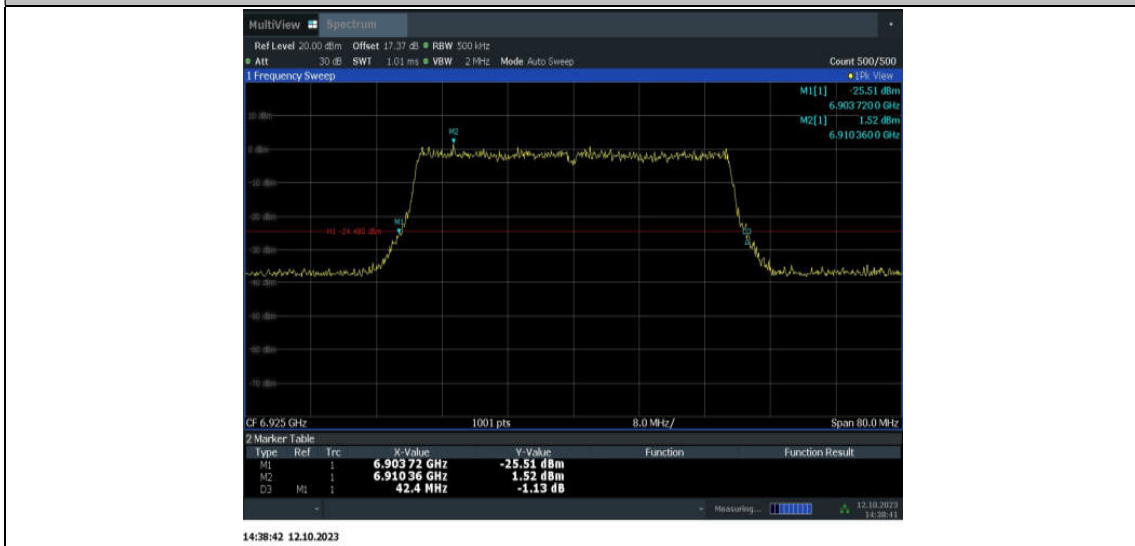 MultiView Spectrum
Ref Level 20.00 dBm Offset 17.37 dB RBW 500 kHz
Att 30 dB SWT 1.01 ms VBW 2 MHz Mode Auto Sweep Count 500/500
1 Frequency Sweep 1Pk View
M1[1] -25.51 dBm
6.903 720 0 GHz
M2[1] 1.52 dBm
6.910 360 0 GHz
10 dBm
M2
0 dBm
-10 dBm
-20 dBm
M1
H1 -24.480 dBm
D3
-30 dBm
-40 dBm
-50 dBm
-60 dBm
-70 dBm
CF 6.925 GHz 1001 pts 8.0 MHz/ Span 80.0 MHz
2 Marker Table
Type Ref Trc X-Value Y-Value Function Function Result
M1 1 6.903 72 GHz -25.51 dBm
M2 1 6.910 36 GHz 1.52 dBm
D3 M1 1 42.4 MHz -1.13 dB
Measuring... 12.10.2023
14:38:41
14:38:42 12.10.2023